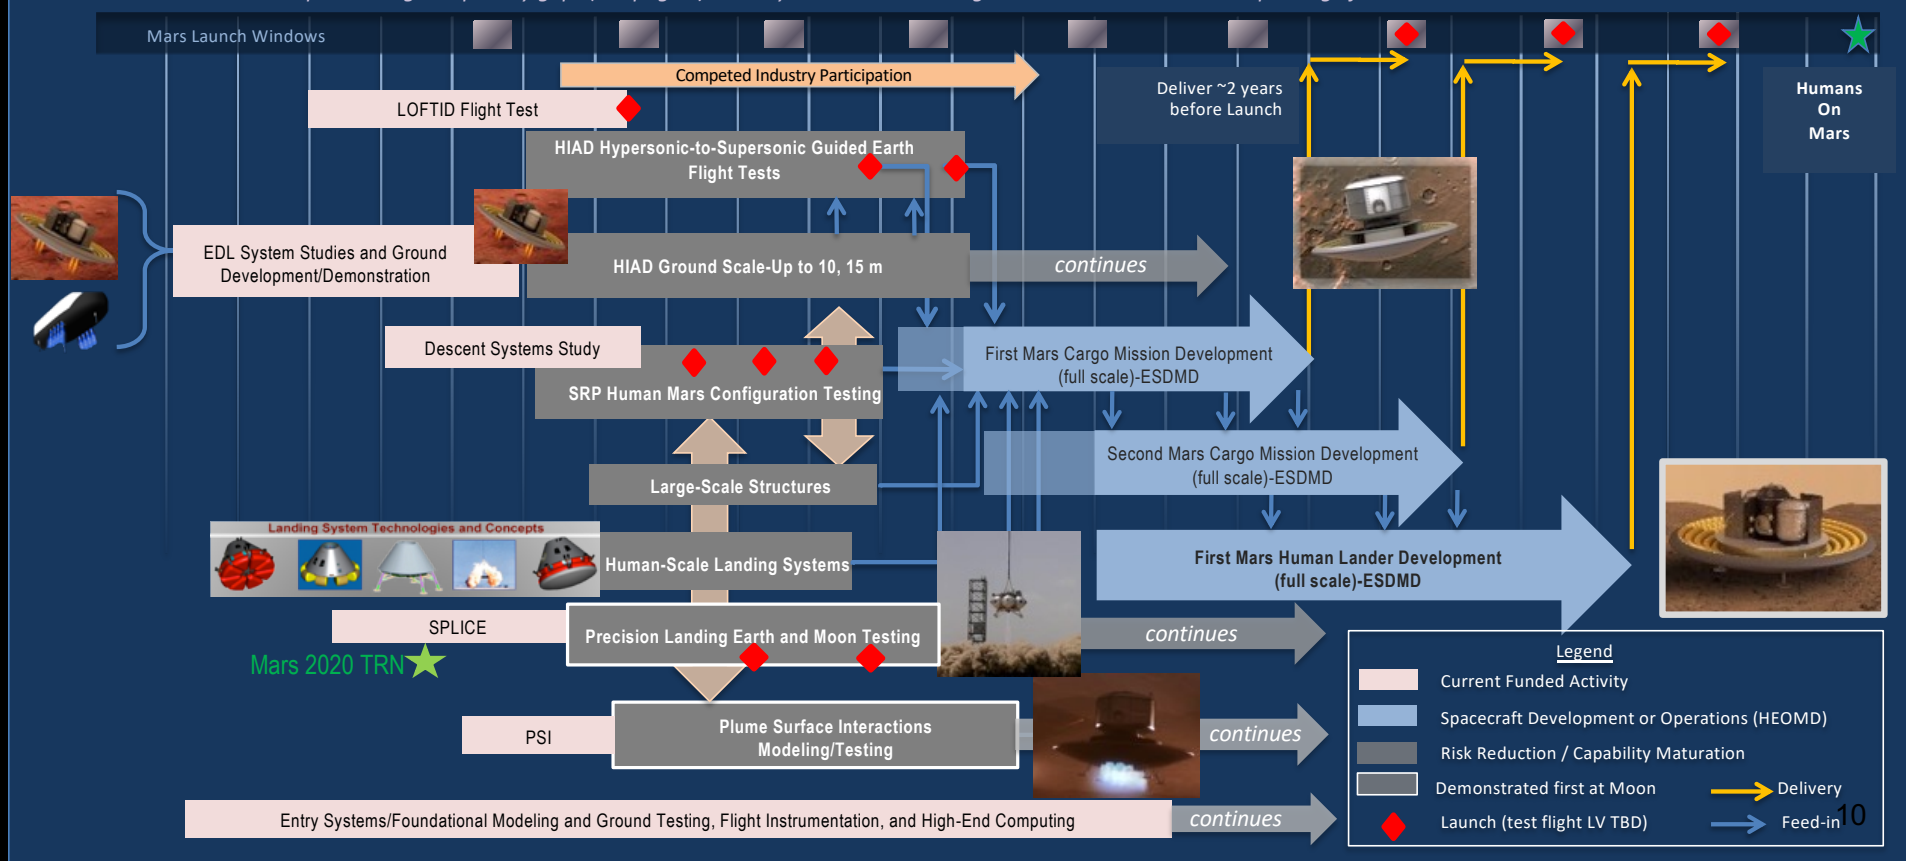 Mars Launch Windows
Competed Industry Participation
LOFTID Flight Test
Deliver ~2 years
before Launch
Humans
On
Mars
HIAD Hypersonic-to-Supersonic Guided Earth
Flight Tests
EDL System Studies and Ground
Development/Demonstration
HIAD Ground Scale-Up to 10, 15 m
continues
Descent Systems Study
First Mars Cargo Mission Development
(full scale)-ESDMD
SRP Human Mars Configuration Testing
Second Mars Cargo Mission Development
(full scale)-ESDMD
Large-Scale Structures
Landing System Technologies and Concepts
Human-Scale Landing Systems
First Mars Human Lander Development
(full scale)-ESDMD
SPLICE
Precision Landing Earth and Moon Testing
continues
Mars 2020 TRN
PSI
Plume Surface Interactions
Modeling/Testing
continues
Entry Systems/Foundational Modeling and Ground Testing, Flight Instrumentation, and High-End Computing
continues
Legend
Current Funded Activity
Spacecraft Development or Operations (HEOMD)
Risk Reduction / Capability Maturation
Demonstrated first at Moon
Delivery
Launch (test flight LV TBD)
Feed-in
10